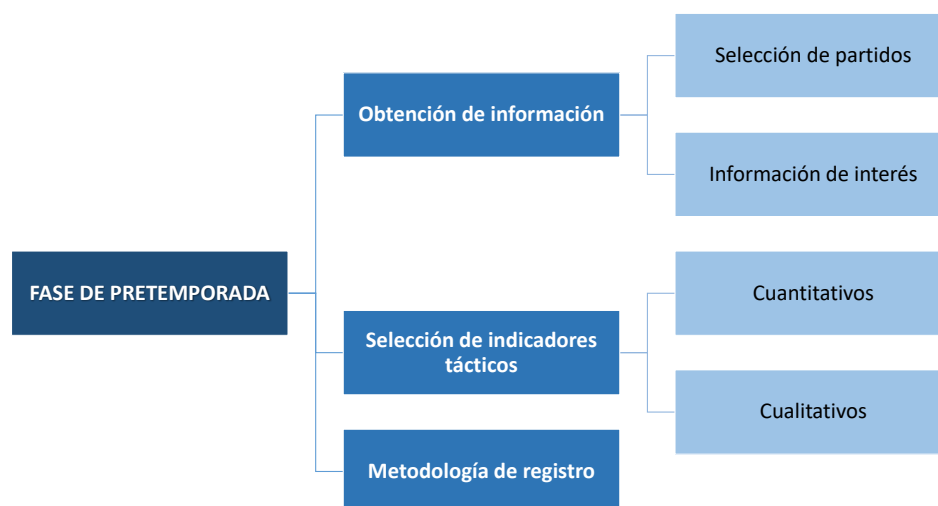 Selección de partidos
Obtención de información
Información de interés
FASE DE PRETEMPORADA
Cuantitativos
Selección de indicadores
tácticos
Cualitativos
Metodología de registro